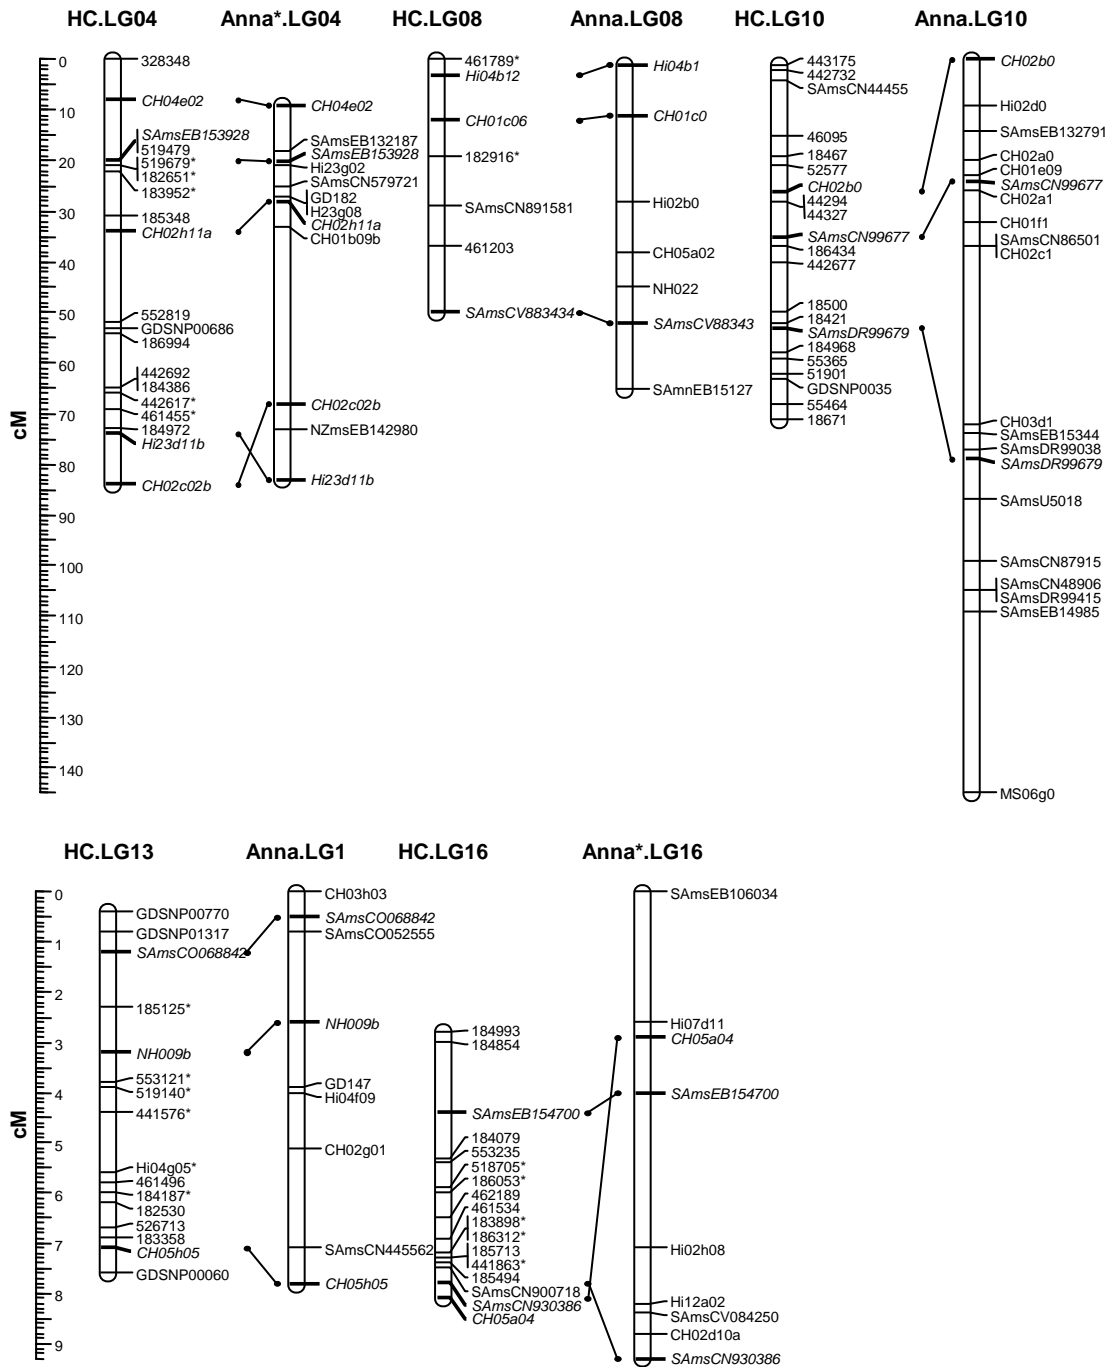 HC.LG04 Anna*.LG04 HC.LG08 Anna.LG08 HC.LG10 Anna.LG10
cM
0
10
20
30
40
50
60
70
80
90
100
110
120
130
140
328348
CH04e02
SAmsEB153928
519479
519679*
182651*
183952*
185348
CH02h11a
552819
GDSNP00686
186994
442692
184386
442617*
461455*
184972
Hi23d11b
CH02c02b
CH04e02
SAmsEB132187
SAmsEB153928
Hi23g02
SAmsCN579721
GD182
H23g08
CH02h11a
CH01b09b
CH02c02b
NZmsEB142980
Hi23d11b
461789*
Hi04b12
CH01c06
182916*
SAmsCN891581
461203
SAmsCV883434
Hi04b1
CH01c0
Hi02b0
CH05a02
NH022
SAmsCV88343
SAmnEB15127
443175
442732
SAmsCN44455
46095
18467
52577
CH02b0
44294
44327
SAmsCN99677
186434
442677
18500
18421
SAmsDR99679
184968
55365
51901
GDSNP0035
55464
18671
CH02b0
Hi02d0
SAmsEB132791
CH02a0
CH01e09
SAmsCN99677
CH02a1
CH01f1
SAmsCN86501
CH02c1
CH03d1
SAmsEB15344
SAmsDR99038
SAmsDR99679
SAmsU5018
SAmsCN87915
SAmsCN48906
SAmsDR99415
SAmsEB14985
MS06g0
HC.LG13 Anna.LG1 HC.LG16 Anna*.LG16
cM
0
1
2
3
4
5
6
7
8
9
GDSNP00770
GDSNP01317
SAmsCO068842
185125*
NH009b
553121*
519140*
441576*
Hi04g05*
461496
184187*
182530
526713
183358
CH05h05
GDSNP00060
CH03h03
SAmsCO068842
SAmsCO052555
NH009b
GD147
Hi04f09
CH02g01
SAmsCN445562
CH05h05
184993
184854
SAmsEB154700
184079
553235
518705*
186053*
462189
461534
183898*
186312*
185713
441863*
185494
SAmsCN900718
SAmsCN930386
CH05a04
SAmsEB106034
Hi07d11
CH05a04
SAmsEB154700
Hi02h08
Hi12a02
SAmsCV084250
CH02d10a
SAmsCN930386